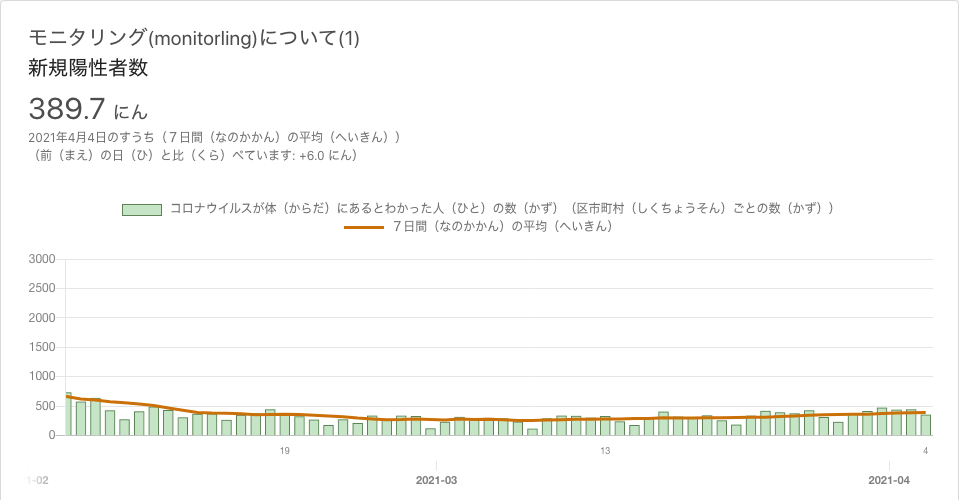 モニタリング(monitorling)について(1)
新規陽性者数
389.7 にん
2021年4月4日のすうち（７日間（なのかかん）の平均（へいきん））
（前（まえ）の日（ひ）と比（くら）べています: +6.0 にん）
コロナウイルスが体（からだ）にあるとわかった人（ひと）の数（かず）（区市町村（しくちょうそん）ごとの数（かず））
７日間（なのかかん）の平均（へいきん）
3000
2500
2000
1500
1000
500
0
19 13 4
1-02 2021-03 2021-04